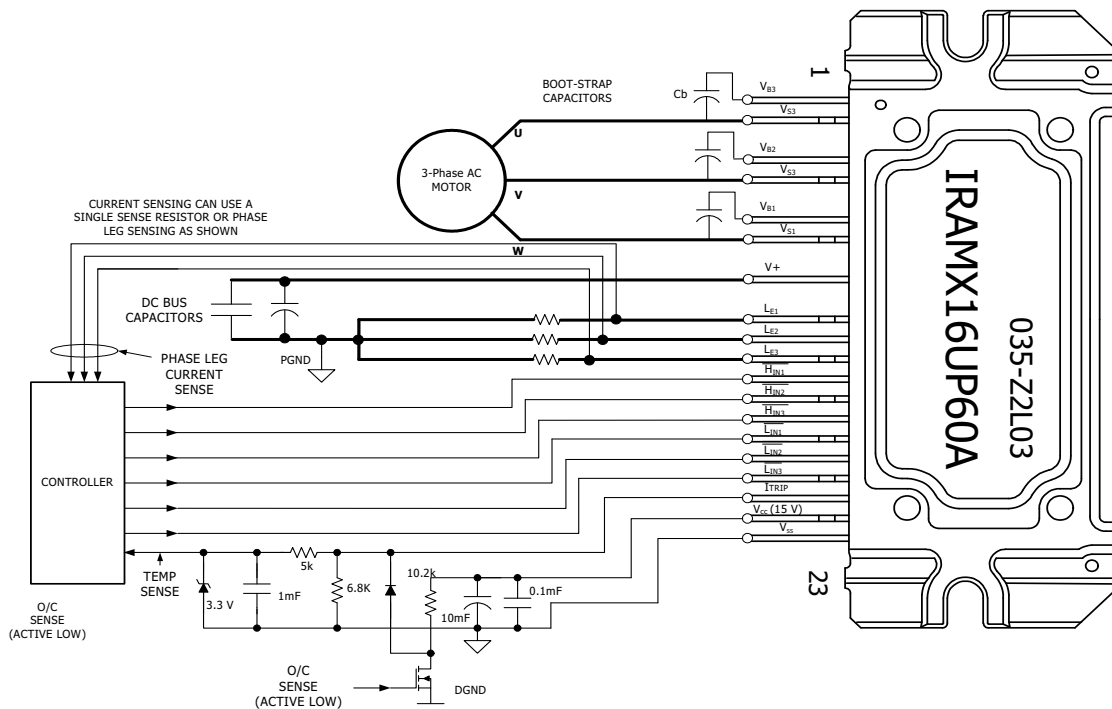 BOOT-STRAP
CAPACITORS
Cb
1
VB3
VS3
VB2
VS3
VB1
VS1
V+
LE1
LE2
LE3
HIN1
HIN2
HIN3
LIN1
LIN2
LIN3
ITRIP
Vcc (15 V)
Vss
23
IRAMX16UP60A
035-Z2L03
3-Phase AC
MOTOR
U
V
W
CURRENT SENSING CAN USE A
SINGLE SENSE RESISTOR OR PHASE
LEG SENSING AS SHOWN
DC BUS
CAPACITORS
PGND
PHASE LEG
CURRENT
SENSE
CONTROLLER
TEMP
SENSE
O/C
SENSE
(ACTIVE LOW)
3.3 V
1mF
5k
6.8K
10.2k
10mF
0.1mF
O/C
SENSE
(ACTIVE LOW)
DGND